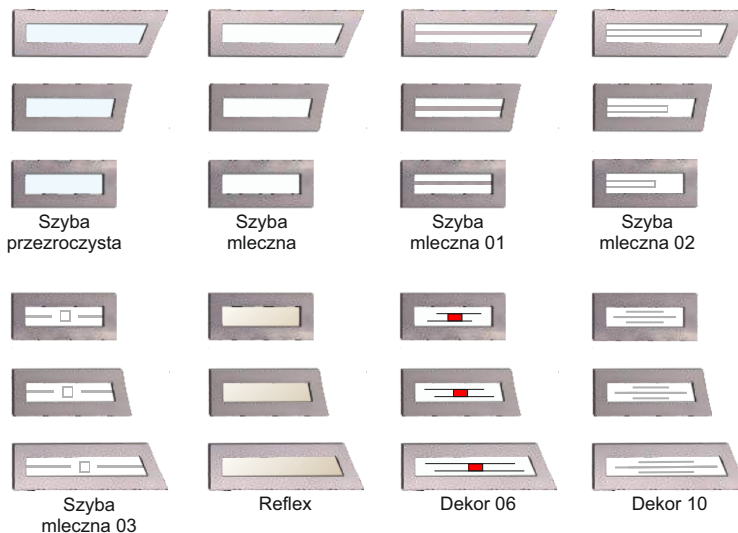 Szyba
przezroczysta
Szyba
mleczna
Szyba
mleczna 01
Szyba
mleczna 02
Szyba
mleczna 03
Reflex
Dekor 06
Dekor 10